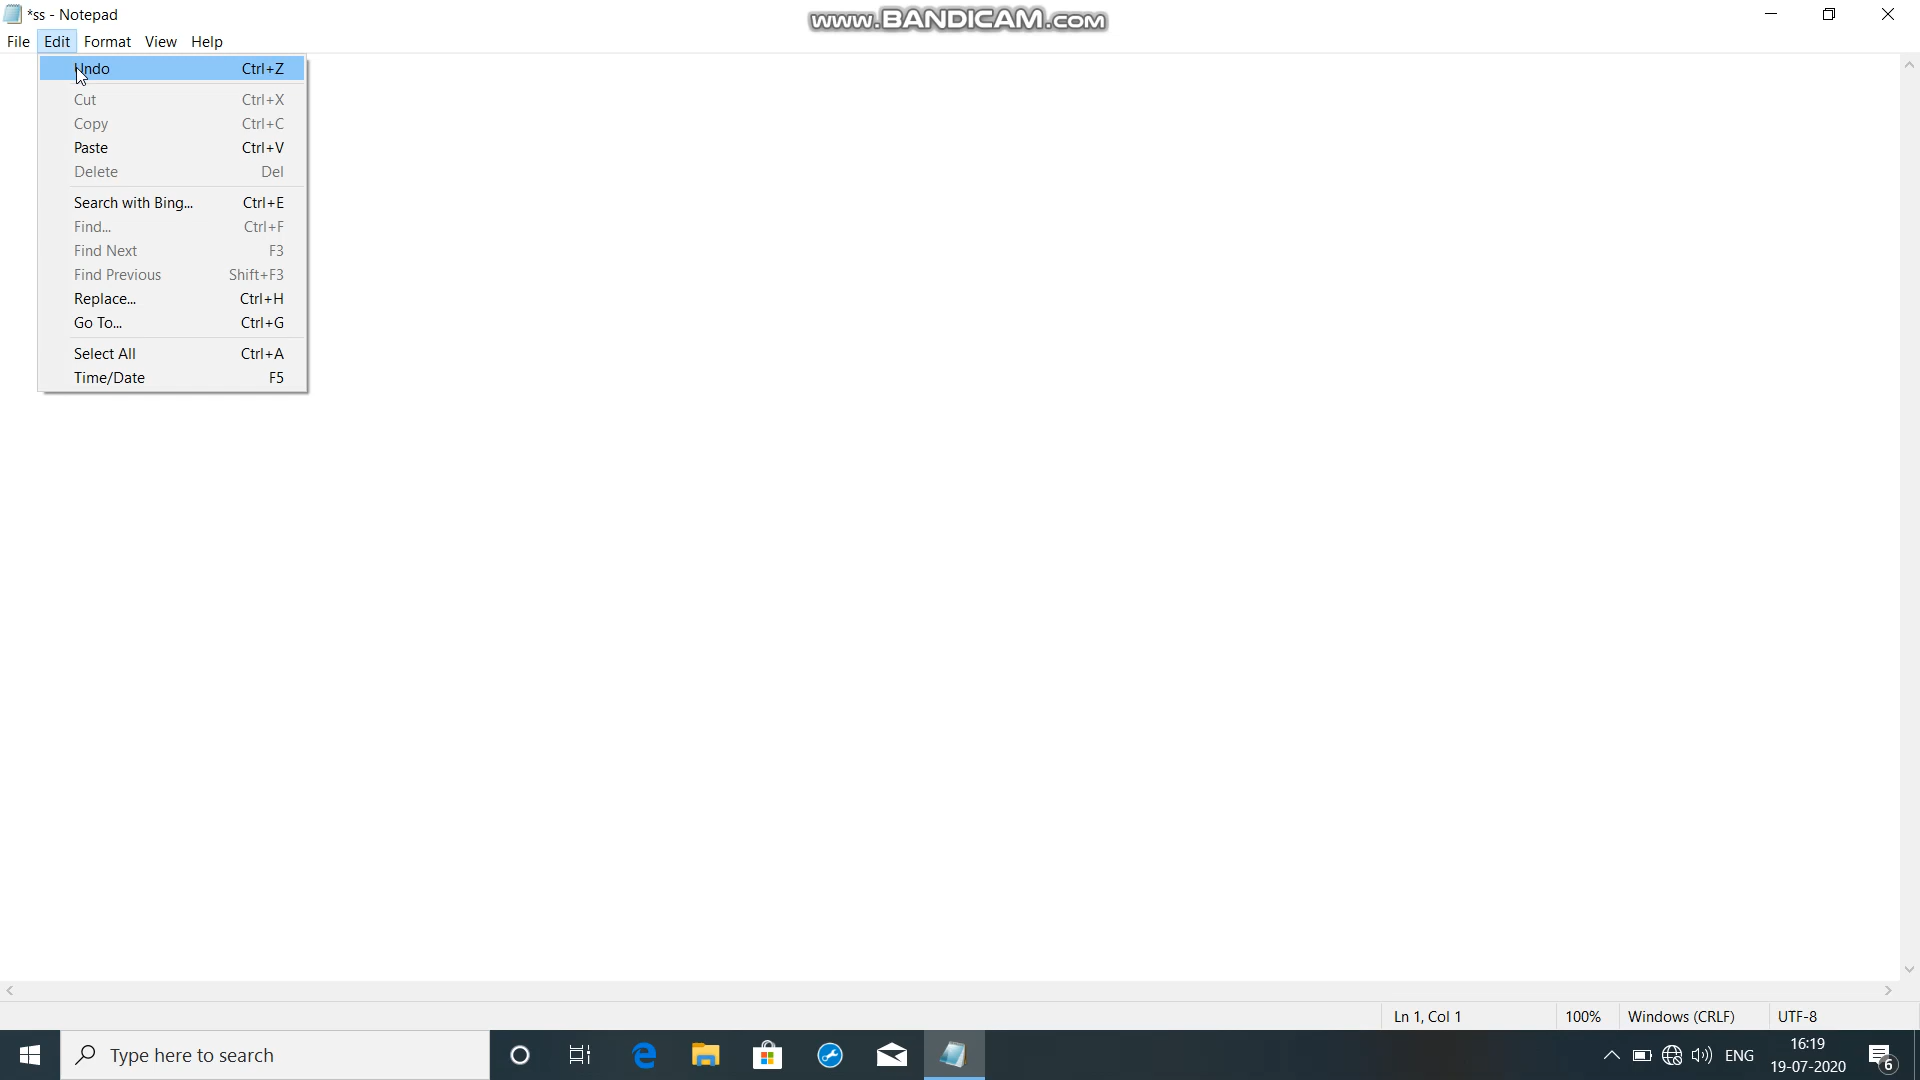 *ss - Notepad
www.BANDICAM.com
File Edit Format View Help
Undo Ctrl+Z
Cut Ctrl+X
Copy Ctrl+C
Paste Ctrl+V
Delete Del
Search with Bing... Ctrl+E
Find... Ctrl+F
Find Next F3
Find Previous Shift+F3
Replace... Ctrl+H
Go To... Ctrl+G
Select All Ctrl+A
Time/Date F5
Ln 1, Col 1 100% Windows (CRLF) UTF-8
Type here to search
ENG
16:19
19-07-2020
6